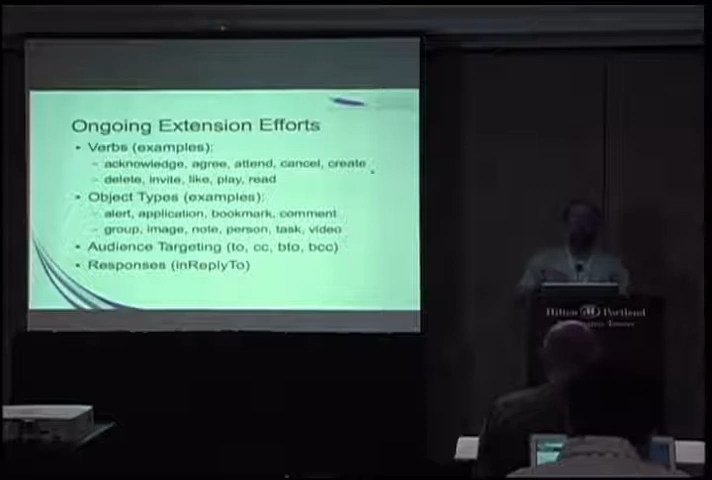 Ongoing Extension Efforts
• Verbs (examples):
– acknowledge, agree, attend, cancel, create
– delete, invite, like, play, read
• Object Types (examples):
– alert, application, bookmark, comment
– group, image, note, person, task, video
• Audience Targeting (to, cc, bto, bcc)
• Responses (inReplyTo)
Hilton Portland